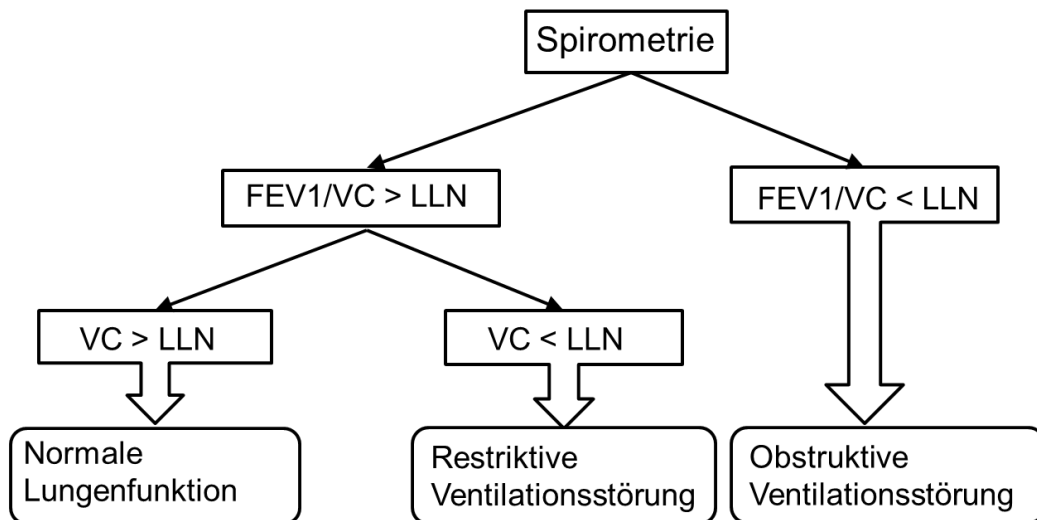 Spirometrie
FEV1/VC > LLN
FEV1/VC < LLN
VC > LLN
VC < LLN
Normale
Lungenfunktion
Restriktive
Ventilationsstörung
Obstruktive
Ventilationsstörung